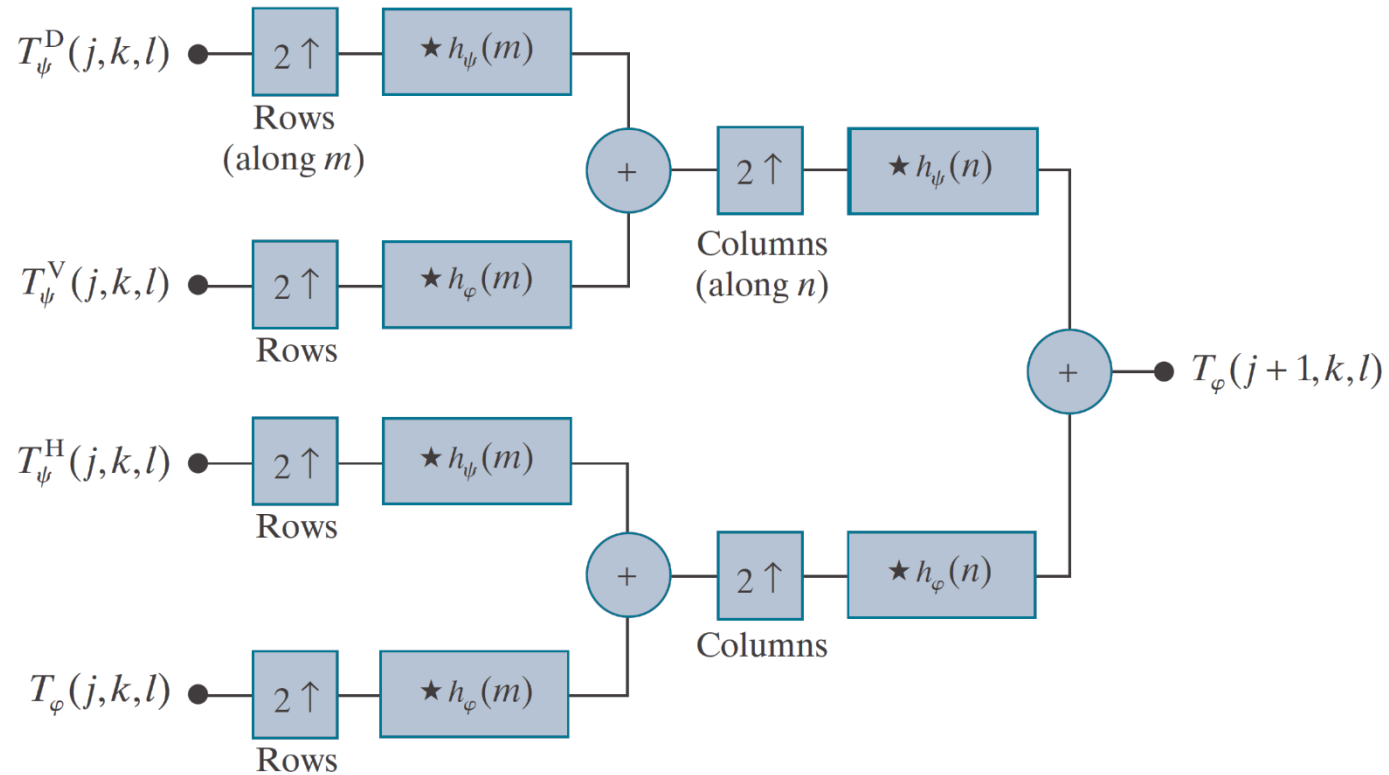 T_ψ^D(j,k,l)
2↑
★ h_ψ(m)
Rows
(along m)
+
2↑
★ h_ψ(n)
Columns
(along n)
T_ψ^V(j,k,l)
2↑
★ h_φ(m)
Rows
+
T_φ(j + 1,k,l)
T_ψ^H(j,k,l)
2↑
★ h_ψ(m)
Rows
+
2↑
★ h_φ(n)
Columns
T_φ(j,k,l)
2↑
★ h_φ(m)
Rows